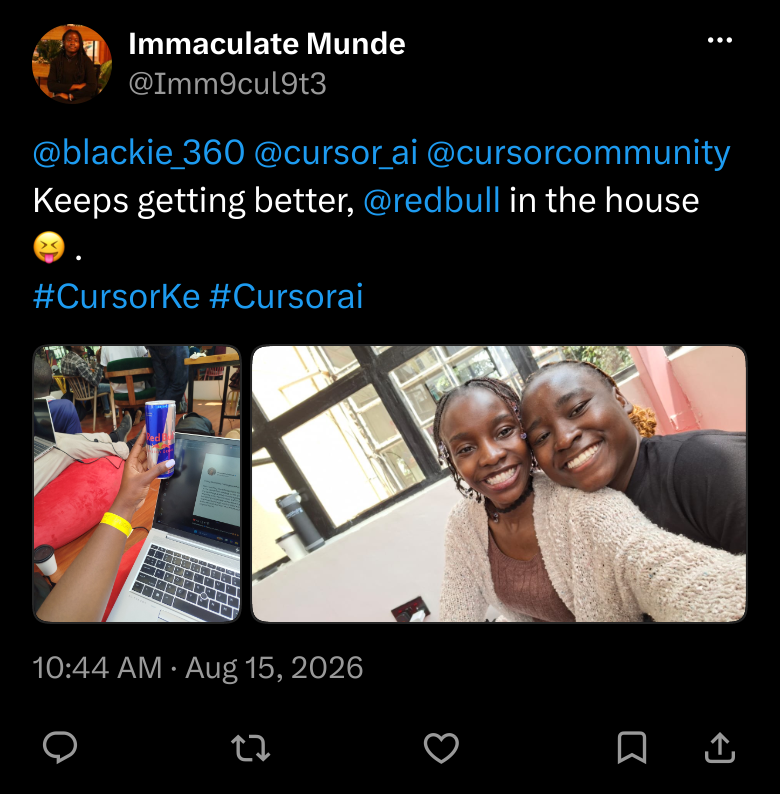 Immaculate Munde
@Imm9cul9t3
@blackie_360 @cursor_ai @cursorcommunity
Keeps getting better, @redbull in the house
😝 .
#CursorKe #Cursorai
10:44 AM · Aug 15, 2026